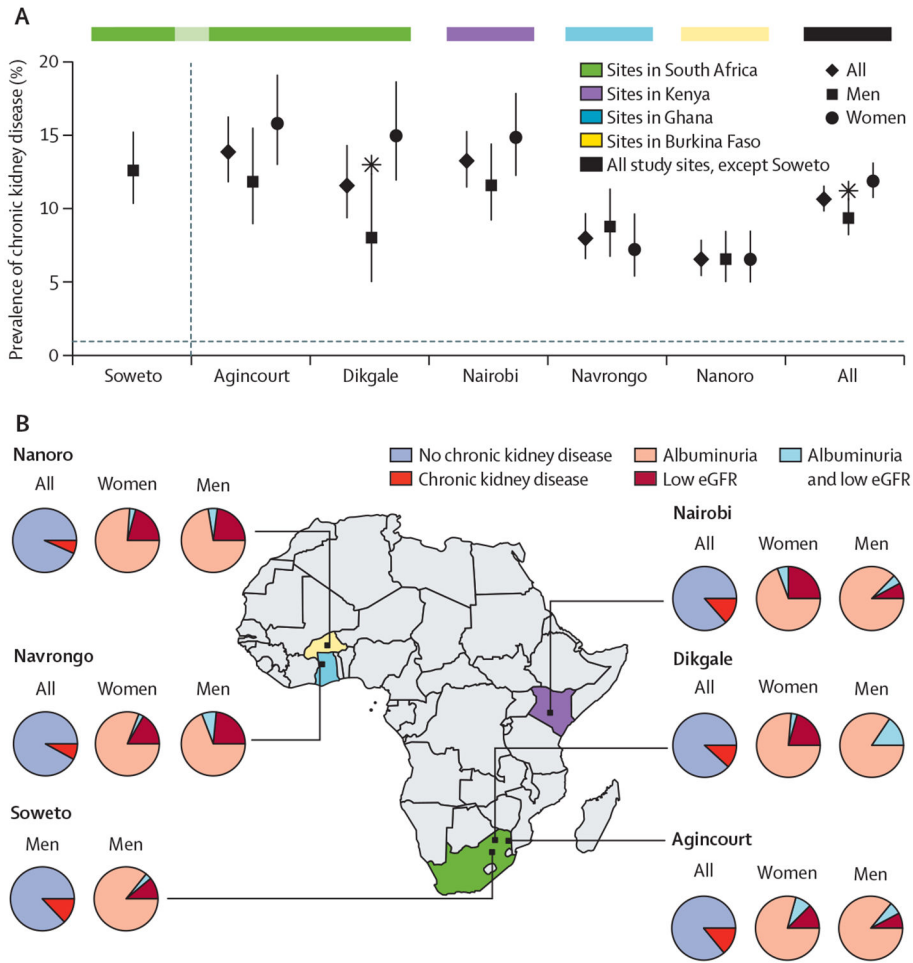 A
Prevalence of chronic kidney disease (%)
20
15
10
5
0
Sites in South Africa
Sites in Kenya
Sites in Ghana
Sites in Burkina Faso
All study sites, except Soweto
All
Men
Women
Soweto Agincourt Dikgale Nairobi Navrongo Nanoro All
B
No chronic kidney disease
Chronic kidney disease
Albuminuria
Low eGFR
Albuminuria
and low eGFR
Nanoro
All Women Men
Navrongo
All Women Men
Soweto
Men Men
Nairobi
All Women Men
Dikgale
All Women Men
Agincourt
All Women Men